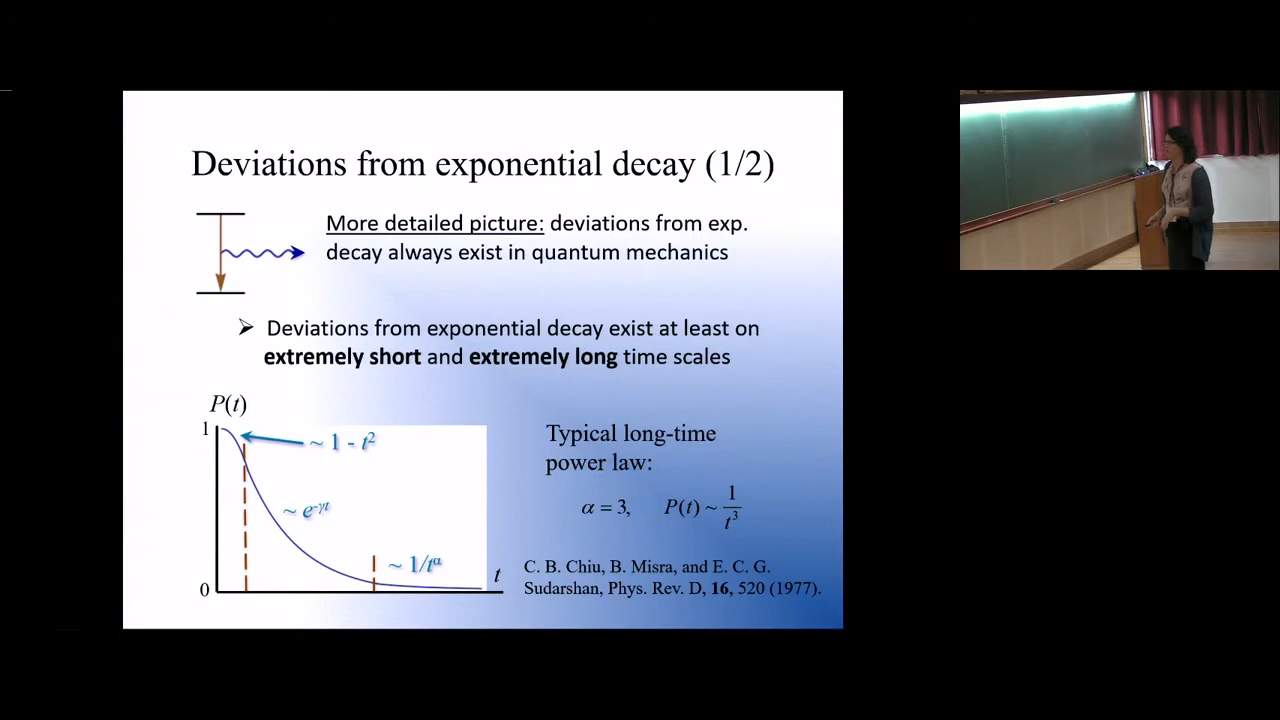 Deviations from exponential decay (1/2)
More detailed picture: deviations from exp.
decay always exist in quantum mechanics
➢ Deviations from exponential decay exist at least on
extremely short and extremely long time scales
P(t)
1
~ 1 - t²
~ e^-γt
~ 1/t^α
t
0
Typical long-time
power law:
α = 3, P(t) ~ 1/t³
C. B. Chiu, B. Misra, and E. C. G.
Sudarshan, Phys. Rev. D, 16, 520 (1977).